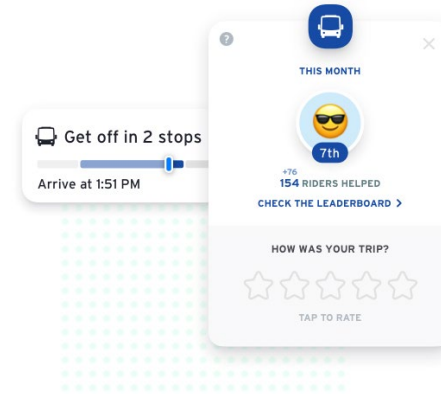 Get off in 2 stops
Arrive at 1:51 PM
?
THIS MONTH
7th
+76
154 RIDERS HELPED
CHECK THE LEADERBOARD >
HOW WAS YOUR TRIP?
TAP TO RATE